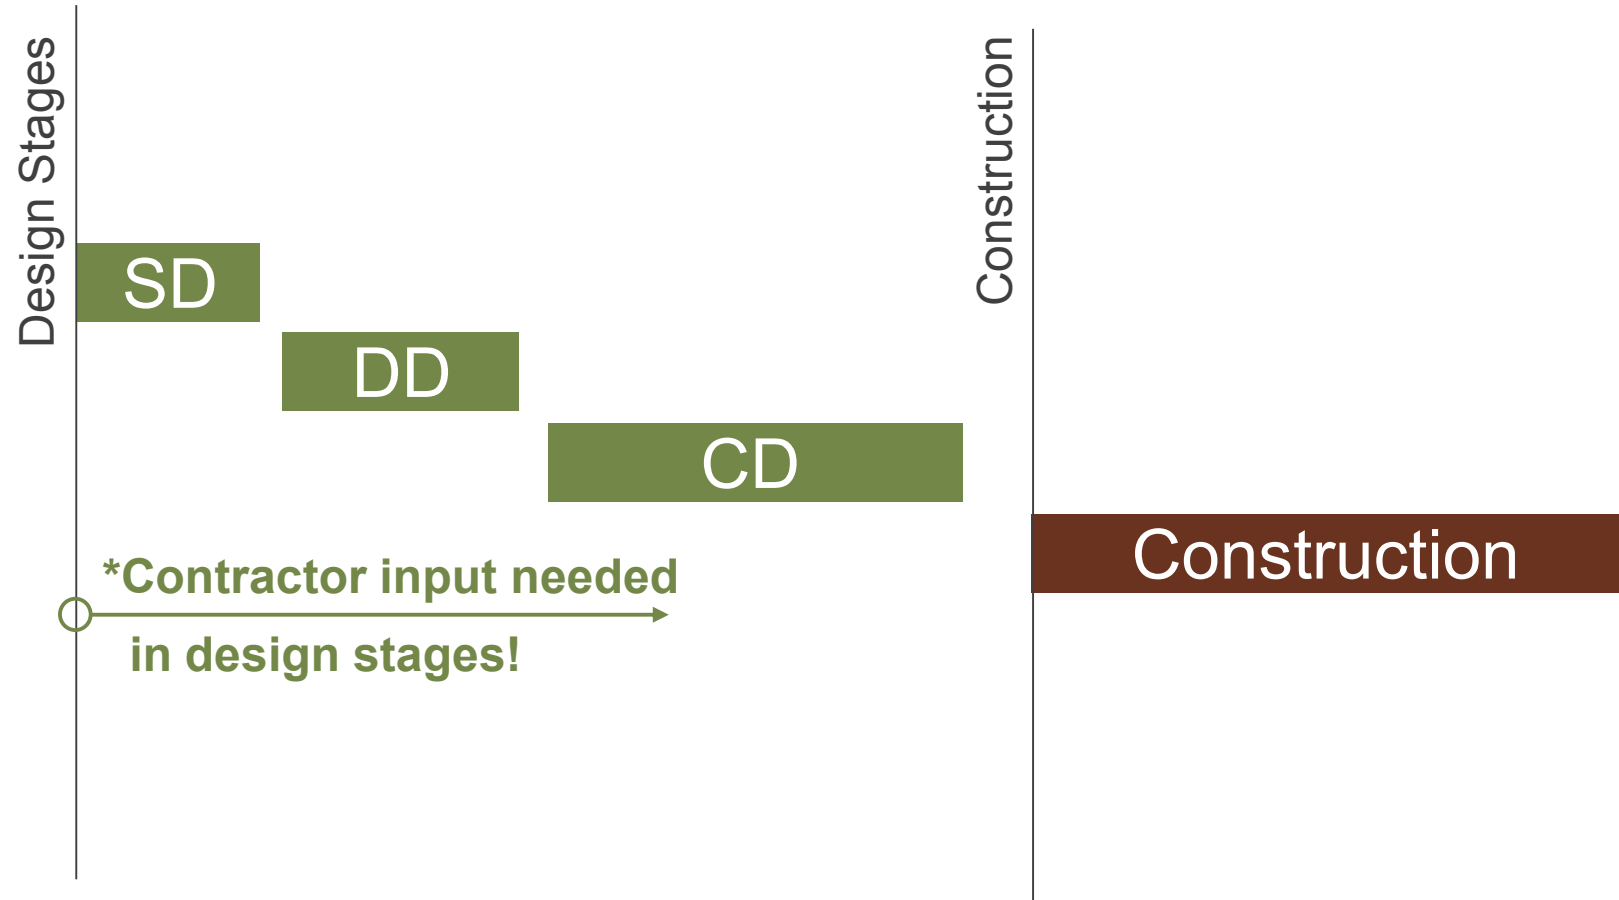 Design Stages
Construction
SD
DD
CD
Construction
*Contractor input needed
in design stages!